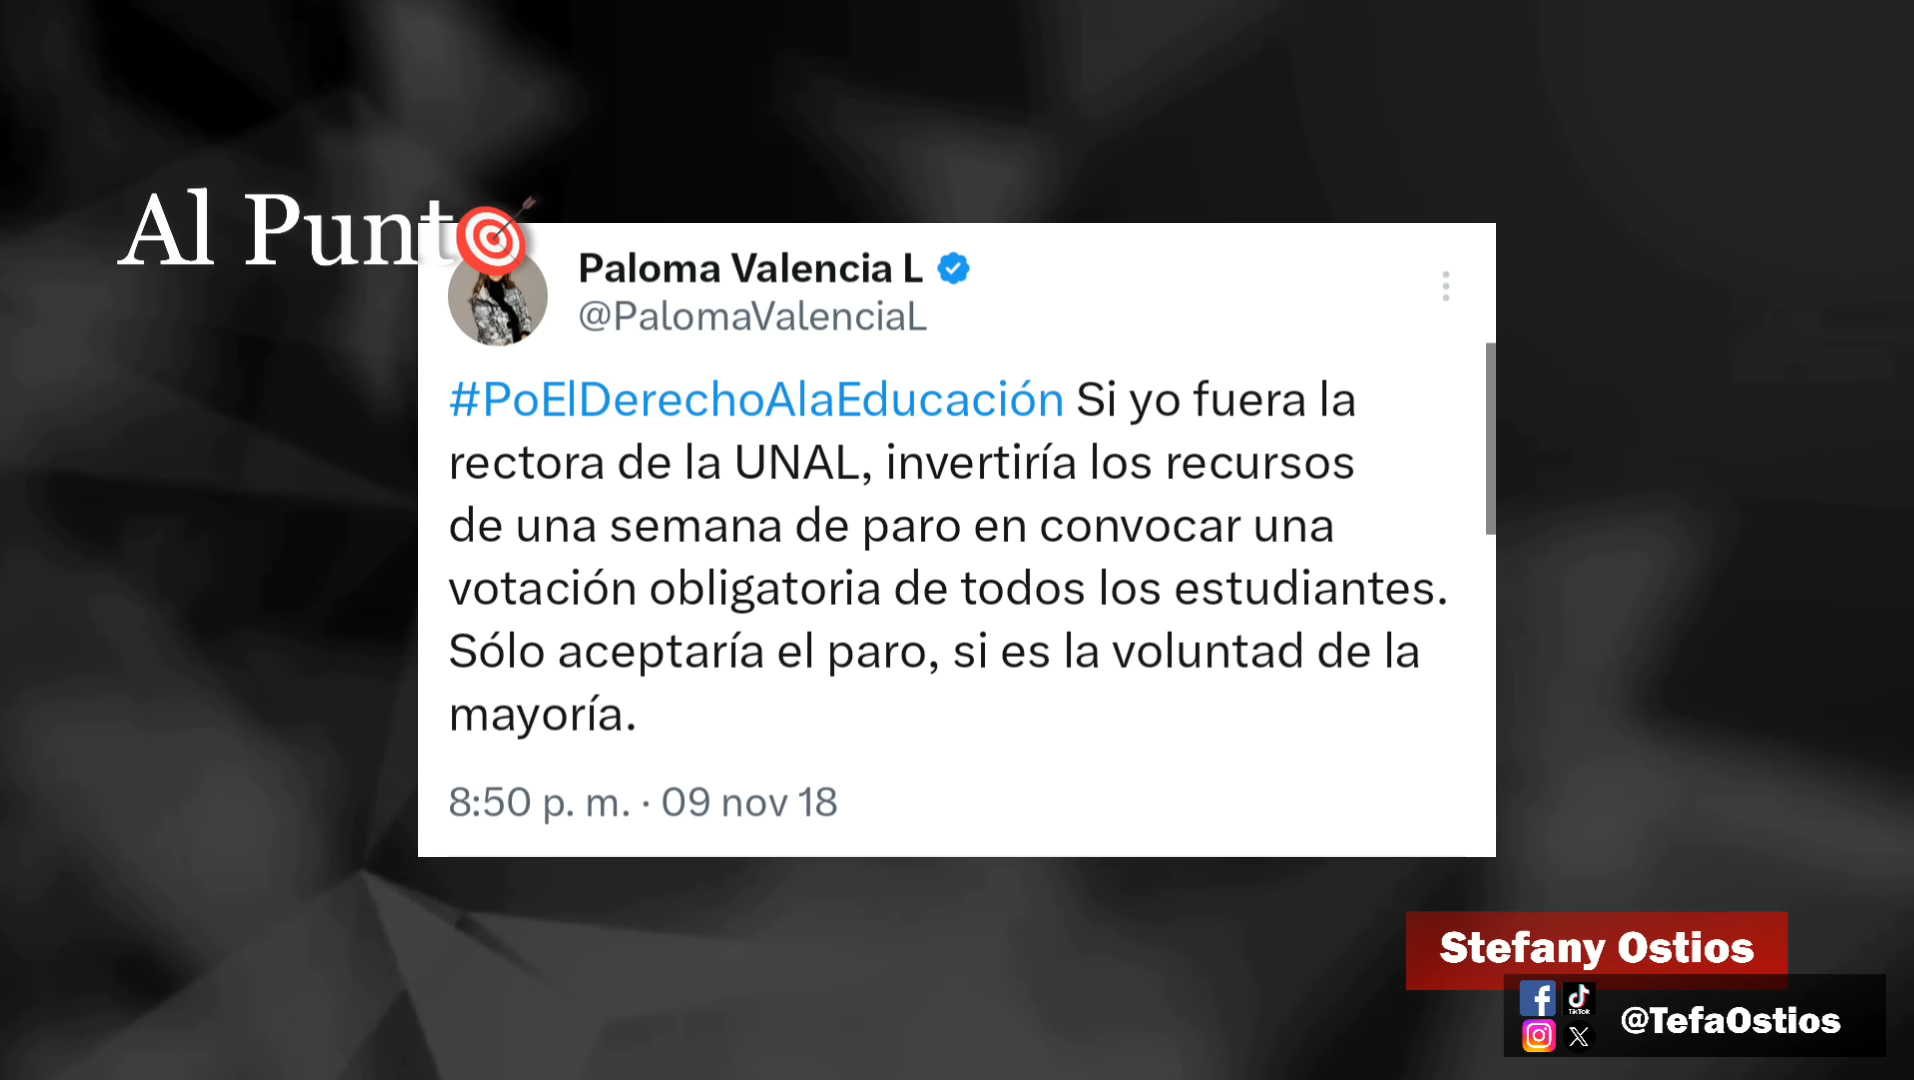 Al Punt
Paloma Valencia L
@PalomaValenciaL
#PoElDerechoAlaEducación Si yo fuera la
rectora de la UNAL, invertiría los recursos
de una semana de paro en convocar una
votación obligatoria de todos los estudiantes.
Sólo aceptaría el paro, si es la voluntad de la
mayoría.
8:50 p. m. · 09 nov 18
Stefany Ostios
TikTok
@TefaOstios